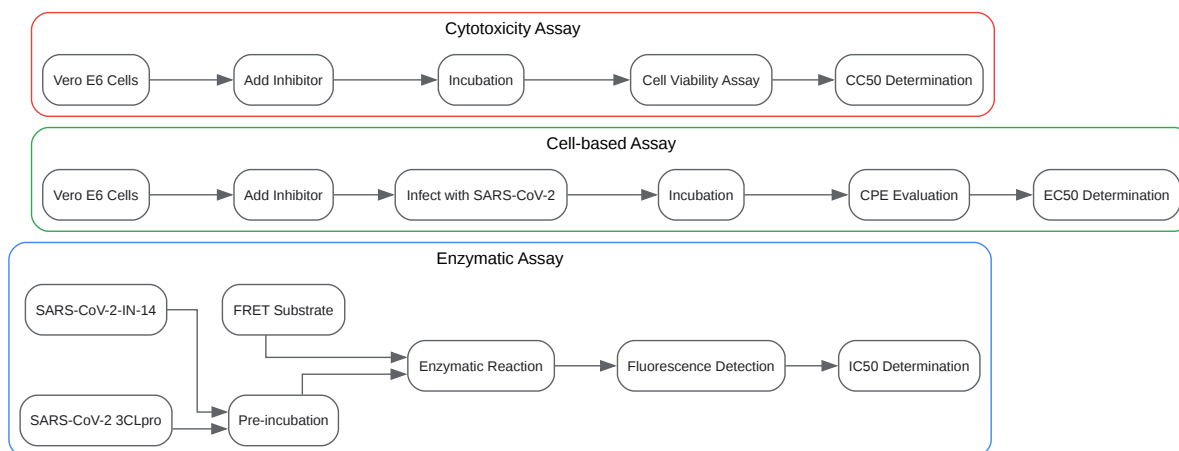 Cytotoxicity Assay
Vero E6 Cells
Add Inhibitor
Incubation
Cell Viability Assay
CC50 Determination
Cell-based Assay
Vero E6 Cells
Add Inhibitor
Infect with SARS-CoV-2
Incubation
CPE Evaluation
EC50 Determination
Enzymatic Assay
SARS-CoV-2-IN-14
FRET Substrate
Enzymatic Reaction
Fluorescence Detection
IC50 Determination
SARS-CoV-2 3CLpro
Pre-incubation